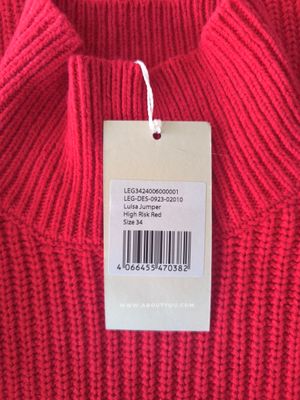 LEG3424006000001
LEG-DES-0923-02010
Luisa Jumper
High Risk Red
Size 34
4 066455 470382
WWW.ABOUTYOU.COM